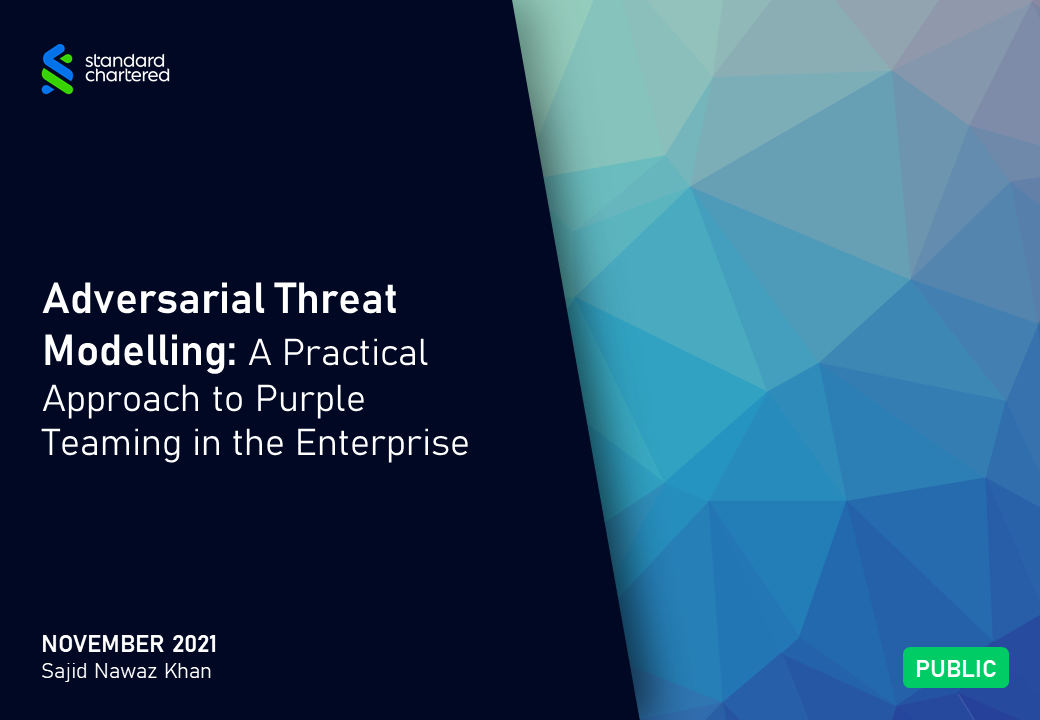 standard
chartered
Adversarial Threat
Modelling: A Practical
Approach to Purple
Teaming in the Enterprise
NOVEMBER 2021
Sajid Nawaz Khan
PUBLIC